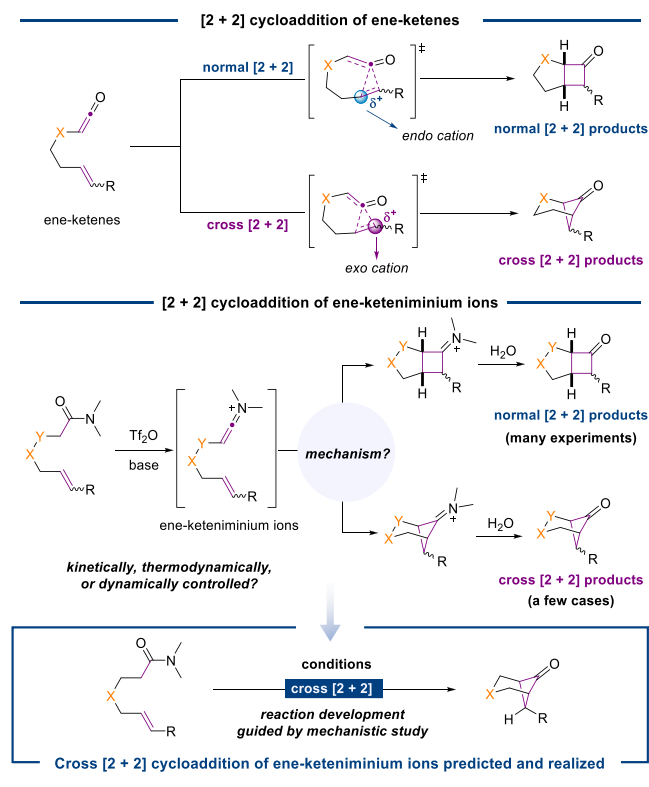 [2 + 2] cycloaddition of ene-ketenes
normal [2 + 2]
X
O
‡
δ+
R
endo cation
X
H
O
H
R
normal [2 + 2] products
O
X
R
ene-ketenes
cross [2 + 2]
X
O
‡
δ+
R
exo cation
X
O
R
cross [2 + 2] products
[2 + 2] cycloaddition of ene-keteniminium ions
O
N
Y
X
R
Tf2O
base
+
N
Y
X
R
ene-keteniminium ions
mechanism?
H
N
+
Y
X
H
R
H2O
H
O
Y
X
H
R
normal [2 + 2] products
(many experiments)
N
+
Y
X
R
H2O
Y
X
O
R
cross [2 + 2] products
(a few cases)
kinetically, thermodynamically,
or dynamically controlled?
O
N
X
R
conditions
cross [2 + 2]
reaction development
guided by mechanistic study
O
X
H
R
Cross [2 + 2] cycloaddition of ene-keteniminium ions predicted and realized